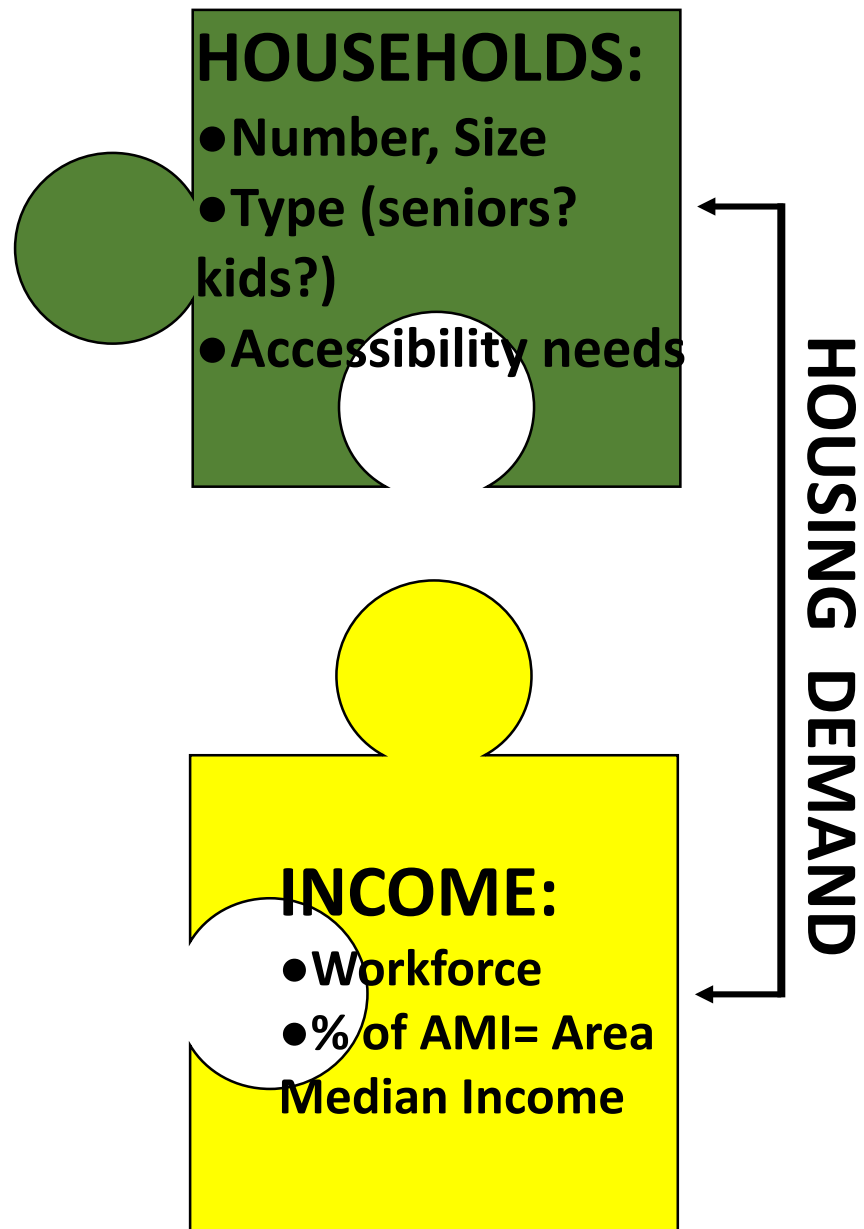 HOUSEHOLDS:
●Number, Size
●Type (seniors?
kids?)
●Accessibility needs
HOUSING DEMAND
INCOME:
●Workforce
●% of AMI= Area
Median Income